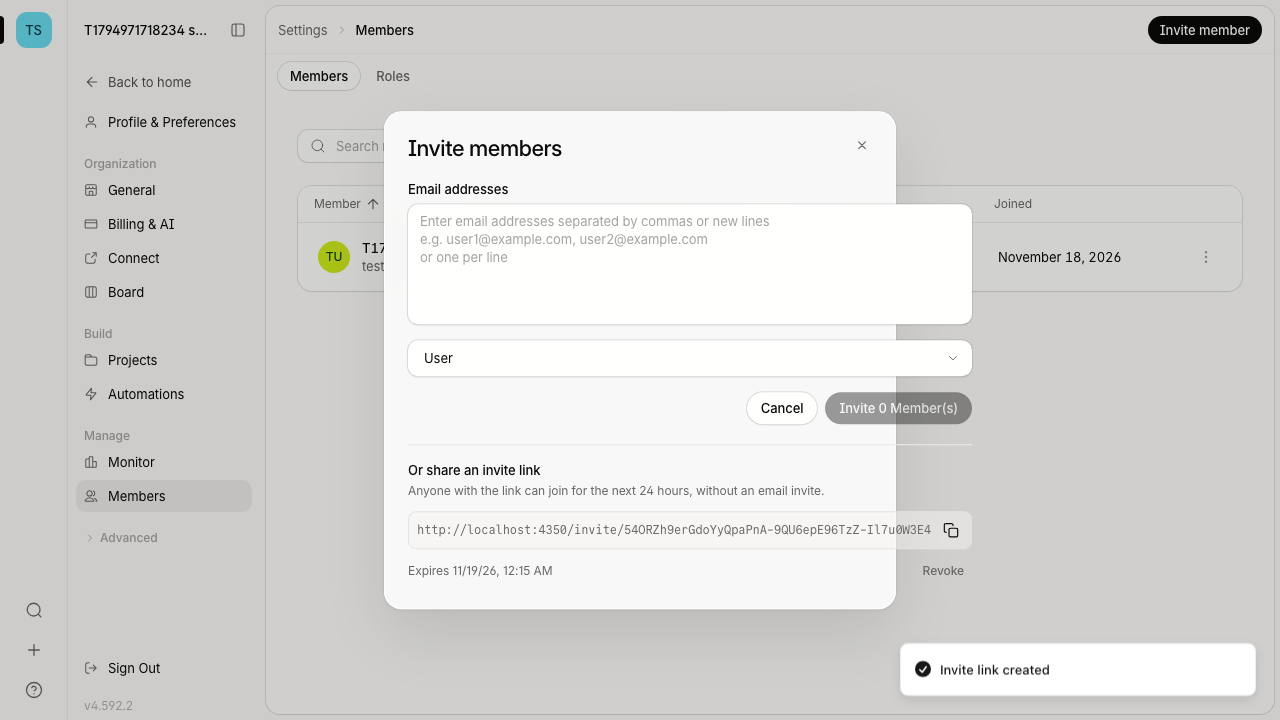 TS
T1794971718234 s...
Settings
Members
Invite member
Back to home
Members
Roles
Profile & Preferences
Invite members
Search
Organization
Email addresses
General
Member
Joined
Enter email addresses separated by commas or new lines
e.g. user1@example.com, user2@example.com
or one per line
Billing & AI
TU
T17
test
November 18, 2026
Connect
Board
Build
Projects
User
Automations
Cancel
Invite 0 Member(s)
Manage
Monitor
Or share an invite link
Anyone with the link can join for the next 24 hours, without an email invite.
Members
http://localhost:4350/invite/54ORZh9erGdoYyQpaPnA-9QU6epE96TzZ-Il7u0W3E4
Advanced
Expires 11/19/26, 12:15 AM
Revoke
Sign Out
Invite link created
v4.592.2